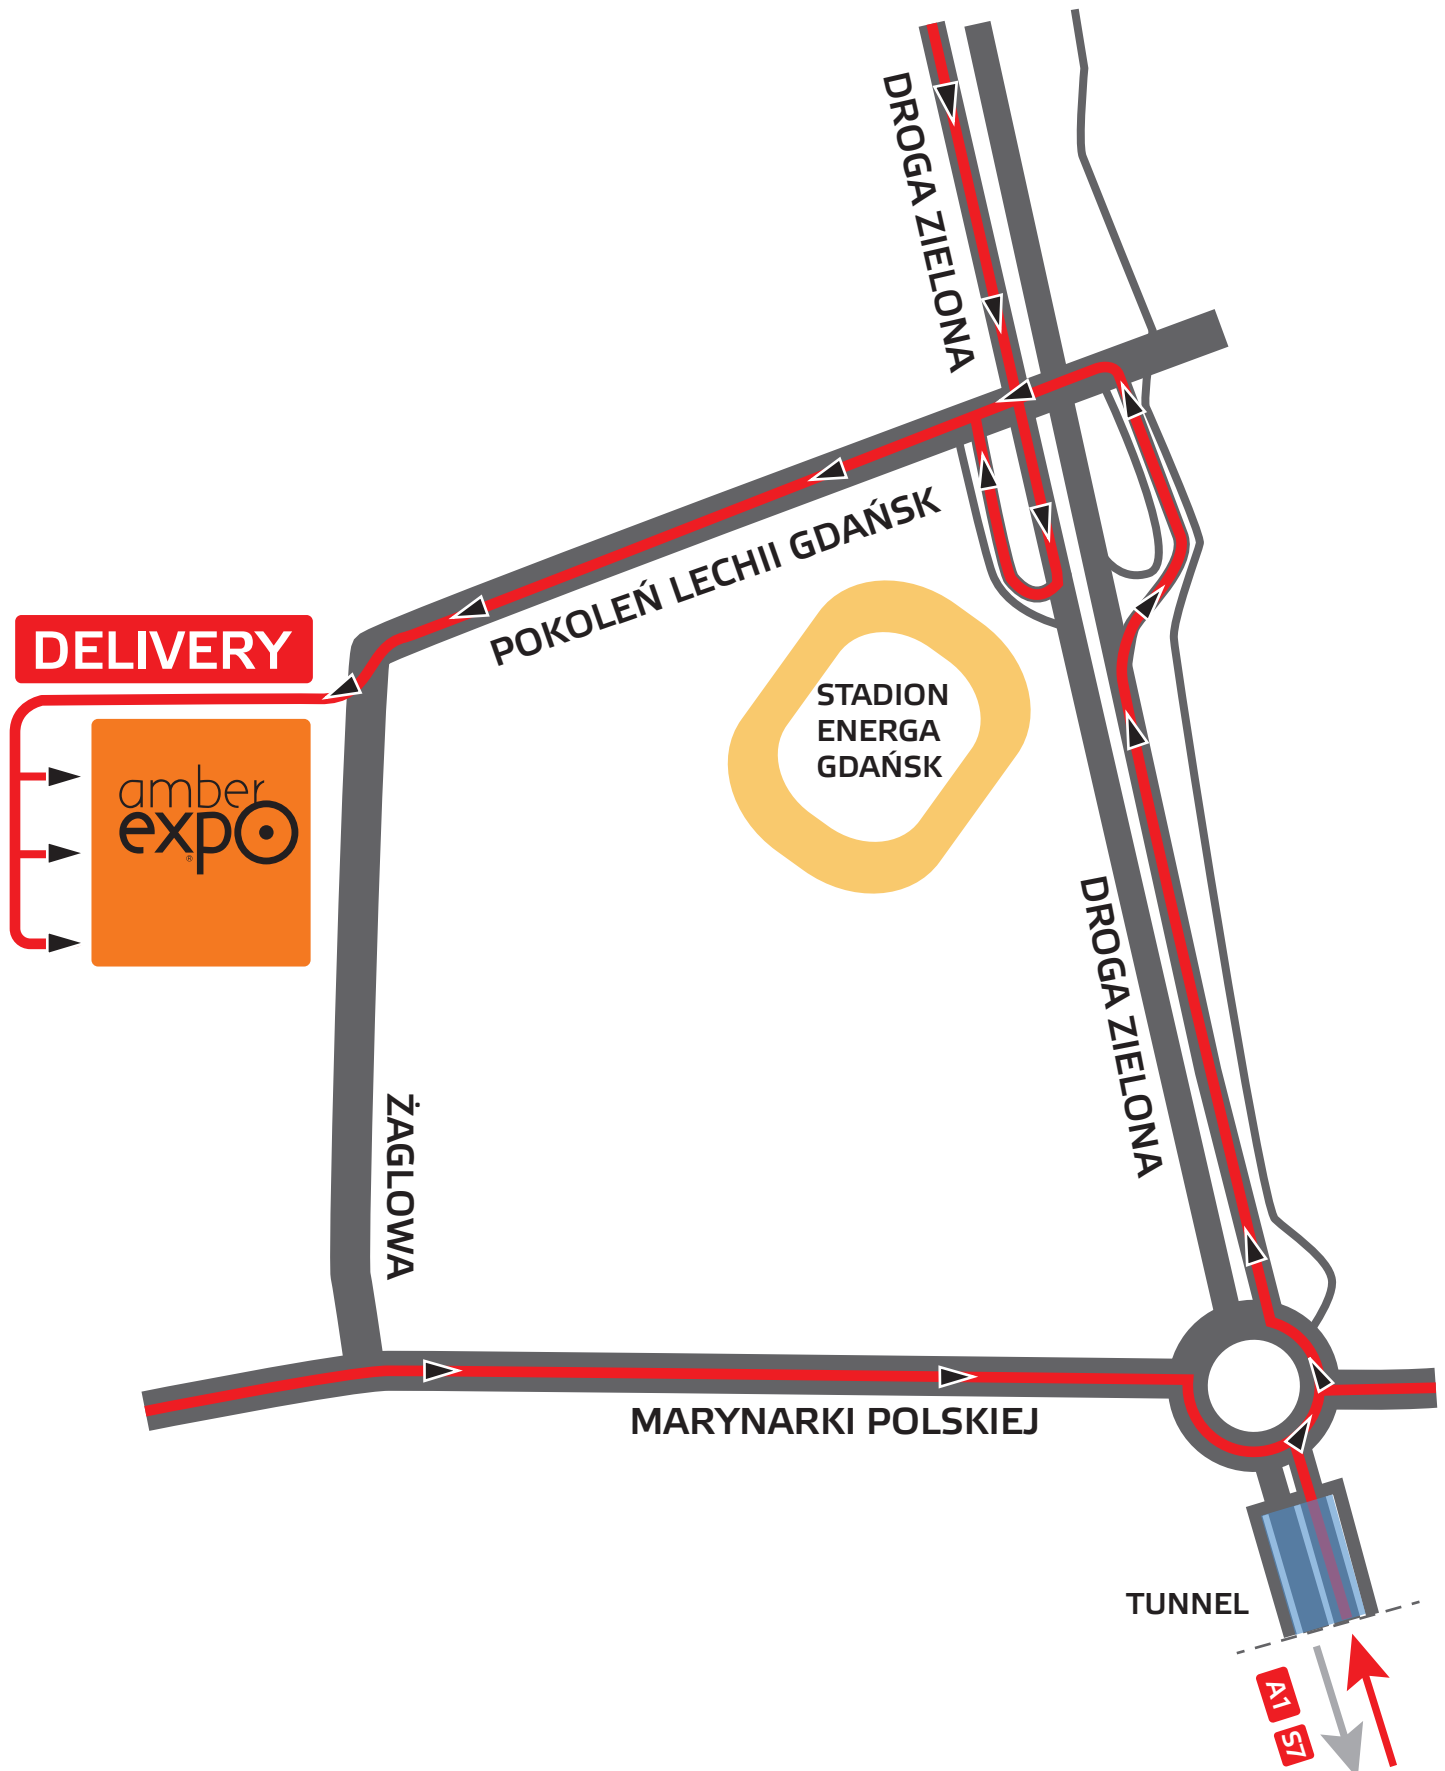 DROGA ZIELONA
POKOLEŃ LECHII GDAŃSK
DELIVERY
amber
expo
®
STADION
ENERGA
GDAŃSK
DROGA ZIELONA
ŻAGLOWA
MARYNARKI POLSKIEJ
TUNNEL
A1
S7